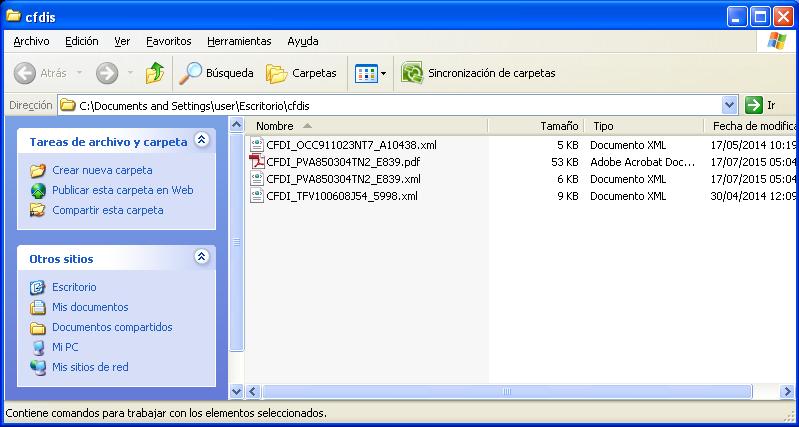 cfdis
Archivo Edición Ver Favoritos Herramientas Ayuda
Atrás Búsqueda Carpetas Sincronización de carpetas
Dirección C:\Documents and Settings\user\Escritorio\cfdis Ir
Tareas de archivo y carpeta
Crear nueva carpeta
Publicar esta carpeta en Web
Compartir esta carpeta
Otros sitios
Escritorio
Mis documentos
Documentos compartidos
Mi PC
Mis sitios de red
Nombre Tamaño Tipo Fecha de modifica
CFDI_OCC911023NT7_A10438.xml 5 KB Documento XML 17/05/2014 10:19
CFDI_PVA850304TN2_E839.pdf 53 KB Adobe Acrobat Doc... 17/07/2015 05:04
CFDI_PVA850304TN2_E839.xml 6 KB Documento XML 17/07/2015 05:04
CFDI_TFV100608J54_5998.xml 9 KB Documento XML 30/04/2014 12:09
Contiene comandos para trabajar con los elementos seleccionados.